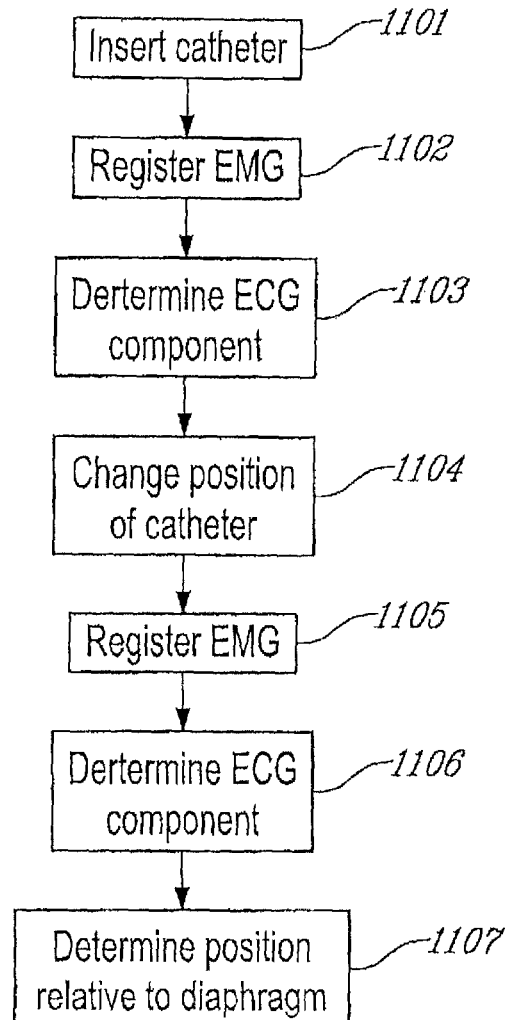 1101
Insert catheter
1102
Register EMG
1103
Dertermine ECG
component
1104
Change position
of catheter
1105
Register EMG
1106
Dertermine ECG
component
1107
Determine position
relative to diaphragm